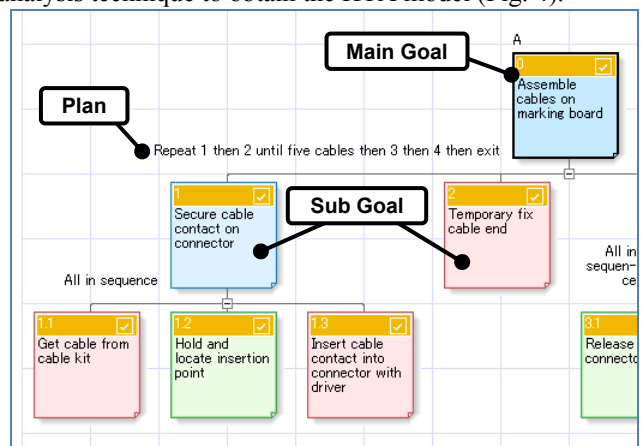 analysis technique to obtain the HTA model (Fig. 4).
A
Main Goal
0
Assemble
cables on
marking board
Plan
Repeat 1 then 2 until five cables then 3 then 4 then exit
1
Secure cable
contact on
connector
Sub Goal
2
Temporary fix
cable end
All in sequence
All in
sequen-
ce
1.1
Get cable from
cable kit
1.2
Hold and
locate insertion
point
1.3
Insert cable
contact into
connector with
driver
3.1
Release